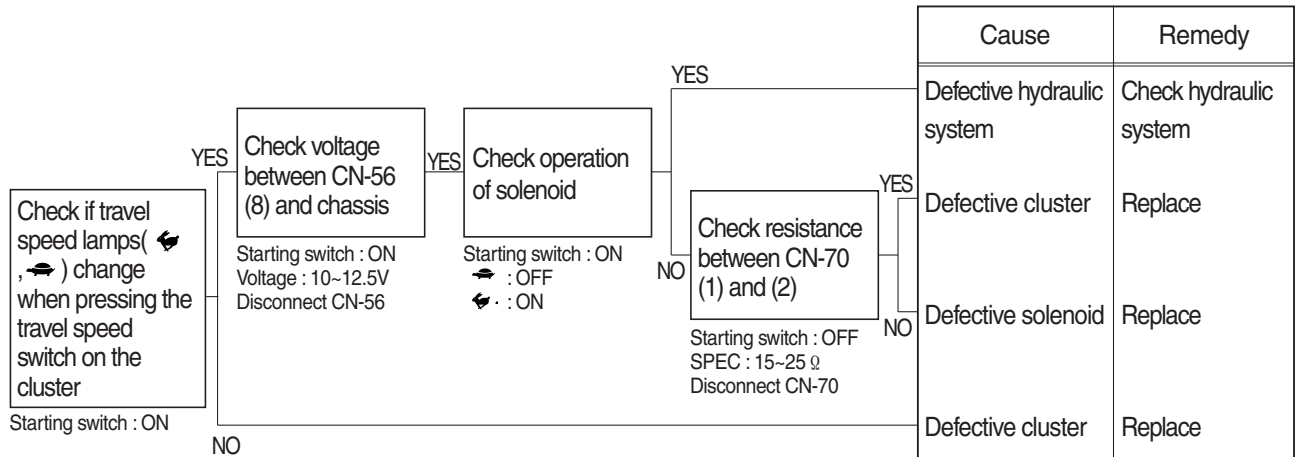 Check if travel
speed lamps(
, ) change
when pressing the
travel speed
switch on the
cluster
Starting switch : ON
YES
NO
Check voltage
between CN-56
(8) and chassis
Starting switch : ON
Voltage : 10~12.5V
Disconnect CN-56
YES
Check operation
of solenoid
Starting switch : ON
: OFF
: ON
YES
NO
Check resistance
between CN-70
(1) and (2)
Starting switch : OFF
SPEC : 15~25 Ω
Disconnect CN-70
YES
NO
Cause Remedy
Defective hydraulic Check hydraulic
system system
Defective cluster Replace
Defective solenoid Replace
Defective cluster Replace